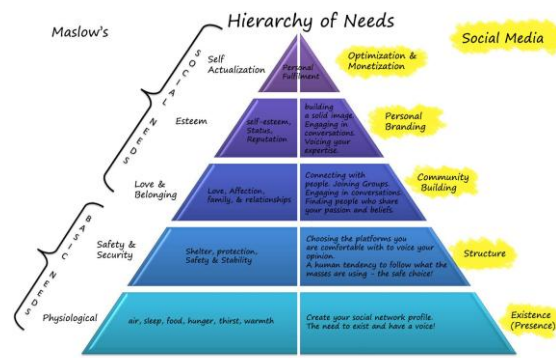 Hierarchy of Needs
Maslow's
Social Media
SOCIAL NEEDS
BASIC NEEDS
Self
Actualization
Personal
Fulfilment
Optimization &
Monetization
Esteem
self-esteem,
Status,
Reputation
building
a solid image,
Engaging in
conversations.
Voicing your
expertise.
Personal
Branding
Love &
Belonging
Love, Affection,
family, & relationships
Connecting with
people. Joining Groups.
Engaging in conversations.
Finding people who share
your passion and beliefs.
Community
Building
Safety &
Security
Shelter, protection,
Safety & Stability
Choosing the platforms you
are comfortable with to voice your
opinion.
A human tendency to follow what the
masses are using - the safe choice!
Structure
Physiological
air, sleep, food, hunger, thirst, warmth
Create your social network profile.
The need to exist and have a voice!
Existence
(Presence)